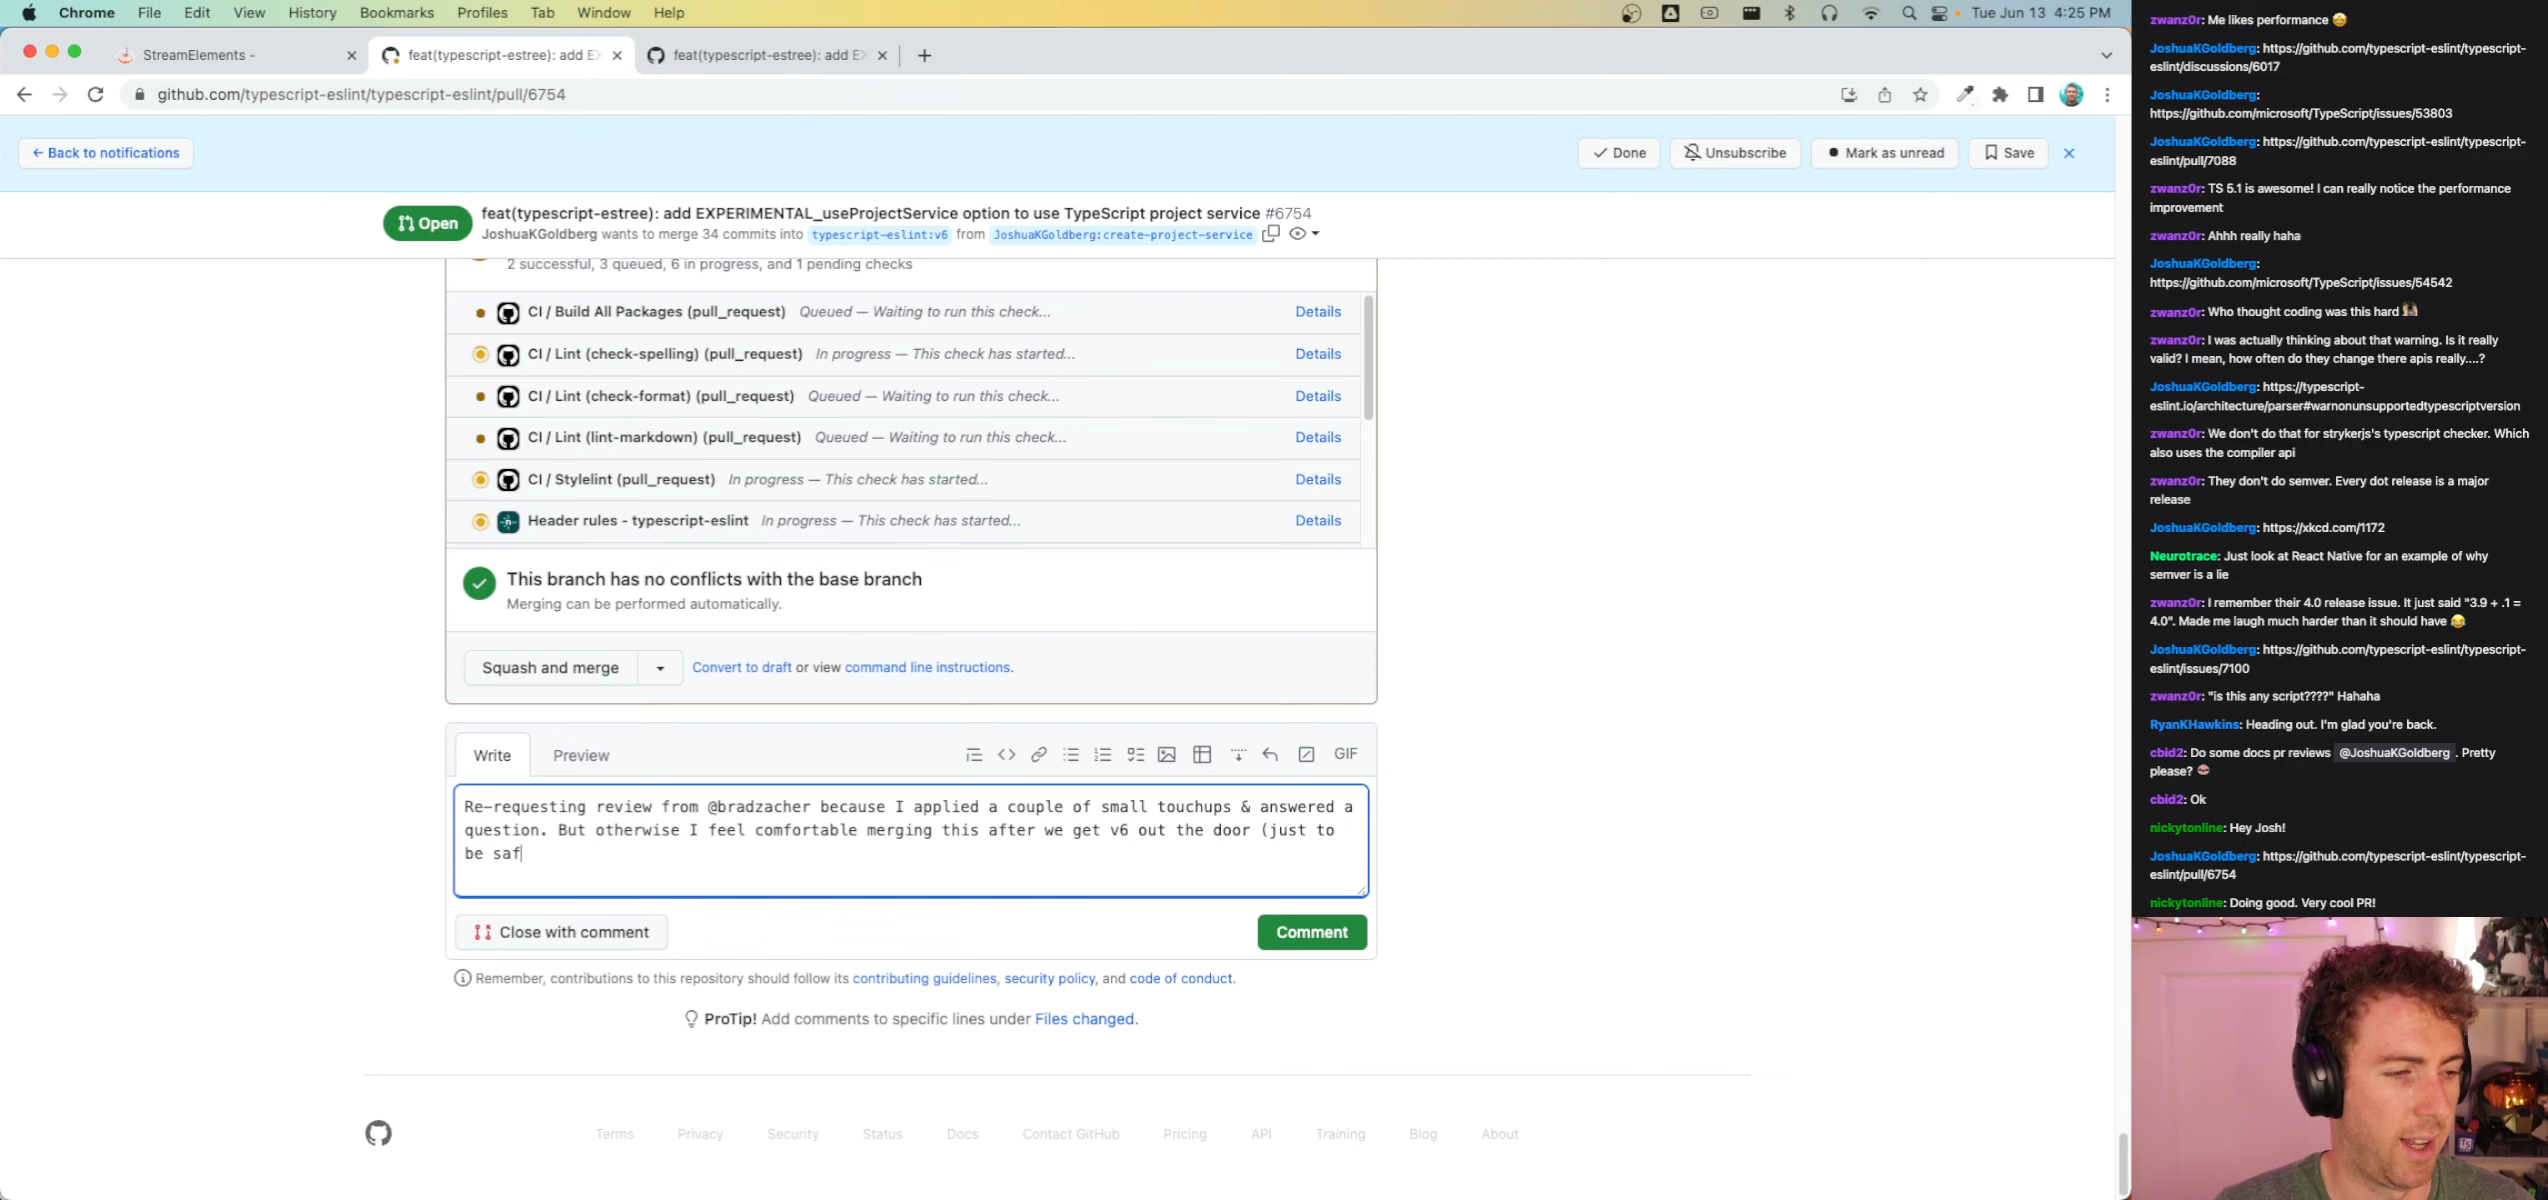 Chrome File Edit View History Bookmarks Profiles Tab Window Help
Tue Jun 13 4:25 PM
StreamElements -
feat(typescript-estree): add EX
feat(typescript-estree): add EX
github.com/typescript-eslint/typescript-eslint/pull/6754
← Back to notifications
Done
Unsubscribe
Mark as unread
Save
Open
feat(typescript-estree): add EXPERIMENTAL_useProjectService option to use TypeScript project service #6754
JoshuaKGoldberg wants to merge 34 commits into typescript-eslint:v6 from JoshuaKGoldberg:create-project-service
2 successful, 3 queued, 6 in progress, and 1 pending checks
CI / Build All Packages (pull_request) Queued — Waiting to run this check... Details
CI / Lint (check-spelling) (pull_request) In progress — This check has started... Details
CI / Lint (check-format) (pull_request) Queued — Waiting to run this check... Details
CI / Lint (lint-markdown) (pull_request) Queued — Waiting to run this check... Details
CI / Stylelint (pull_request) In progress — This check has started... Details
Header rules - typescript-eslint In progress — This check has started... Details
This branch has no conflicts with the base branch
Merging can be performed automatically.
Squash and merge
Convert to draft or view command line instructions.
Write
Preview
GIF
Re-requesting review from @bradzacher because I applied a couple of small touchups & answered a
question. But otherwise I feel comfortable merging this after we get v6 out the door (just to
be saf
Close with comment
Comment
Remember, contributions to this repository should follow its contributing guidelines, security policy, and code of conduct.
ProTip! Add comments to specific lines under Files changed.
Terms Privacy Security Status Docs Contact GitHub Pricing API Training Blog About
zwanz0r: Me likes performance
JoshuaKGoldberg: https://github.com/typescript-eslint/typescript-
eslint/discussions/6017
JoshuaKGoldberg:
https://github.com/microsoft/TypeScript/issues/53803
JoshuaKGoldberg: https://github.com/typescript-eslint/typescript-
eslint/pull/7088
zwanz0r: TS 5.1 is awesome! I can really notice the performance
improvement
zwanz0r: Ahhh really haha
JoshuaKGoldberg:
https://github.com/microsoft/TypeScript/issues/54542
zwanz0r: Who thought coding was this hard
zwanz0r: I was actually thinking about that warning. Is it really
valid? I mean, how often do they change there apis really....?
JoshuaKGoldberg: https://typescript-
eslint.io/architecture/parser#warnonunsupportedtypescriptversion
zwanz0r: We don't do that for strykerjs's typescript checker. Which
also uses the compiler api
zwanz0r: They don't do semver. Every dot release is a major
release
JoshuaKGoldberg: https://xkcd.com/1172
Neurotrace: Just look at React Native for an example of why
semver is a lie
zwanz0r: I remember their 4.0 release issue. It just said "3.9 + .1 =
4.0". Made me laugh much harder than it should have 😂
JoshuaKGoldberg: https://github.com/typescript-eslint/typescript-
eslint/issues/7100
zwanz0r: "is this any script????" Hahaha
RyanKHawkins: Heading out. I'm glad you're back.
cbid2: Do some docs pr reviews @JoshuaKGoldberg . Pretty
please?
cbid2: Ok
nickytonline: Hey Josh!
JoshuaKGoldberg: https://github.com/typescript-eslint/typescript-
eslint/pull/6754
nickytonline: Doing good. Very cool PR!